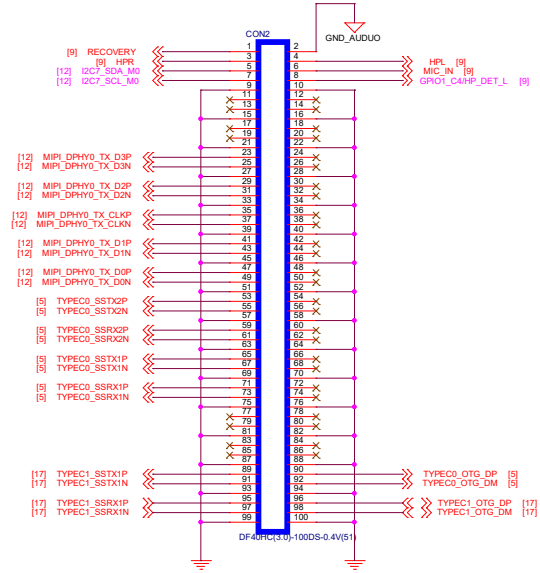 CON2
GND_AUDUO
[9] RECOVERY 1 2
[9] HPR 3 4 HPL [9]
[12] I2C7_SDA_M0 5 6 MIC_IN [9]
[12] I2C7_SCL_M0 7 8 GPIO1_C4/HP_DET_L [9]
9 10
11 12
13 14
15 16
17 18
19 20
21 22
[12] MIPI_DPHY0_TX_D3P 23 24
[12] MIPI_DPHY0_TX_D3N 25 26
27 28
[12] MIPI_DPHY0_TX_D2P 29 30
[12] MIPI_DPHY0_TX_D2N 31 32
33 34
[12] MIPI_DPHY0_TX_CLKP 35 36
[12] MIPI_DPHY0_TX_CLKN 37 38
39 40
[12] MIPI_DPHY0_TX_D1P 41 42
[12] MIPI_DPHY0_TX_D1N 43 44
45 46
[12] MIPI_DPHY0_TX_D0P 47 48
[12] MIPI_DPHY0_TX_D0N 49 50
51 52
[5] TYPEC0_SSTX2P 53 54
[5] TYPEC0_SSTX2N 55 56
57 58
[5] TYPEC0_SSRX2P 59 60
[5] TYPEC0_SSRX2N 61 62
63 64
[5] TYPEC0_SSTX1P 65 66
[5] TYPEC0_SSTX1N 67 68
69 70
[5] TYPEC0_SSRX1P 71 72
[5] TYPEC0_SSRX1N 73 74
75 76
77 78
79 80
81 82
83 84
85 86
87 88
[17] TYPEC1_SSTX1P 89 90 TYPEC0_OTG_DP [5]
[17] TYPEC1_SSTX1N 91 92 TYPEC0_OTG_DM [5]
93 94
[17] TYPEC1_SSRX1P 95 96 TYPEC1_OTG_DP [17]
[17] TYPEC1_SSRX1N 97 98 TYPEC1_OTG_DM [17]
99 100
DF40HC(3.0)-100DS-0.4V(51)